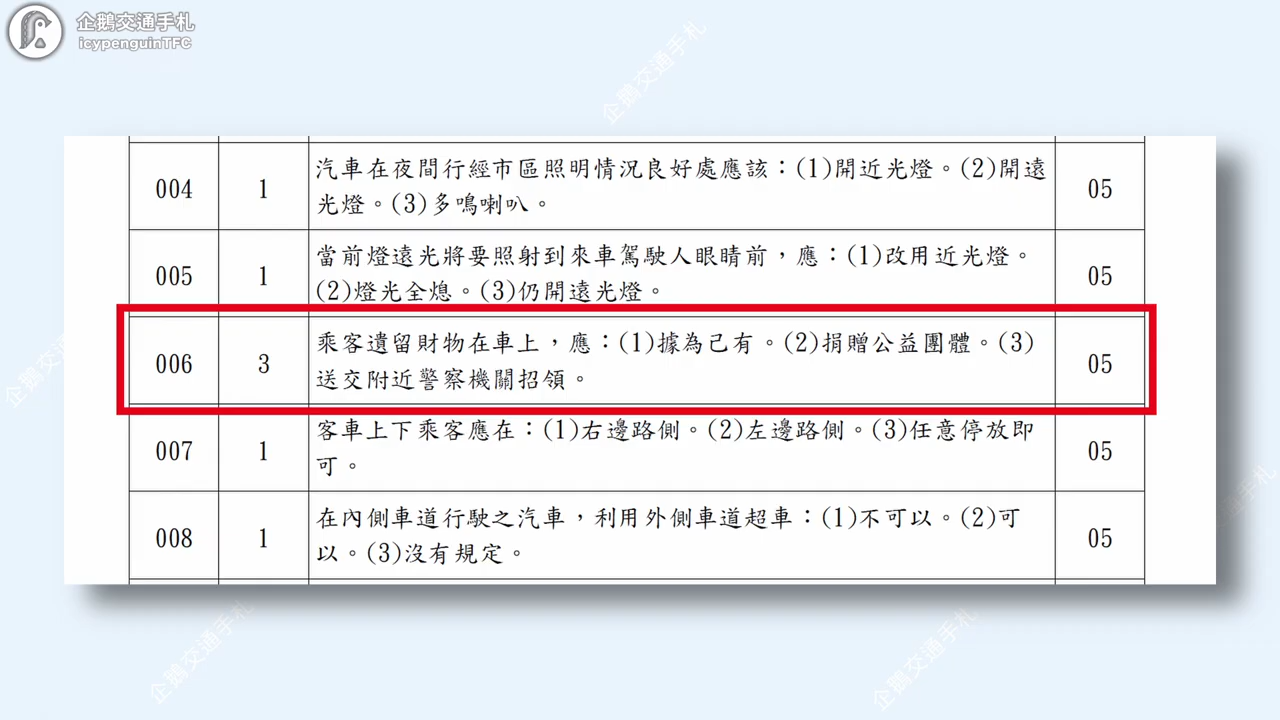 企鵝交通手札
icypenguinTFC
企鵝交通手札
004 1 汽車在夜間行經市區照明情況良好處應該：(1)開近光燈。(2)開遠光燈。(3)多鳴喇叭。 05
005 1 當前燈遠光將要照射到來車駕駛人眼睛前，應：(1)改用近光燈。(2)燈光全熄。(3)仍開遠光燈。 05
006 3 乘客遺留財物在車上，應：(1)據為己有。(2)捐贈公益團體。(3)送交附近警察機關招領。 05
007 1 客車上下乘客應在：(1)右邊路側。(2)左邊路側。(3)任意停放即可。 05
008 1 在內側車道行駛之汽車，利用外側車道超車：(1)不可以。(2)可以。(3)沒有規定。 05
企鵝交通手札
企鵝交通手札